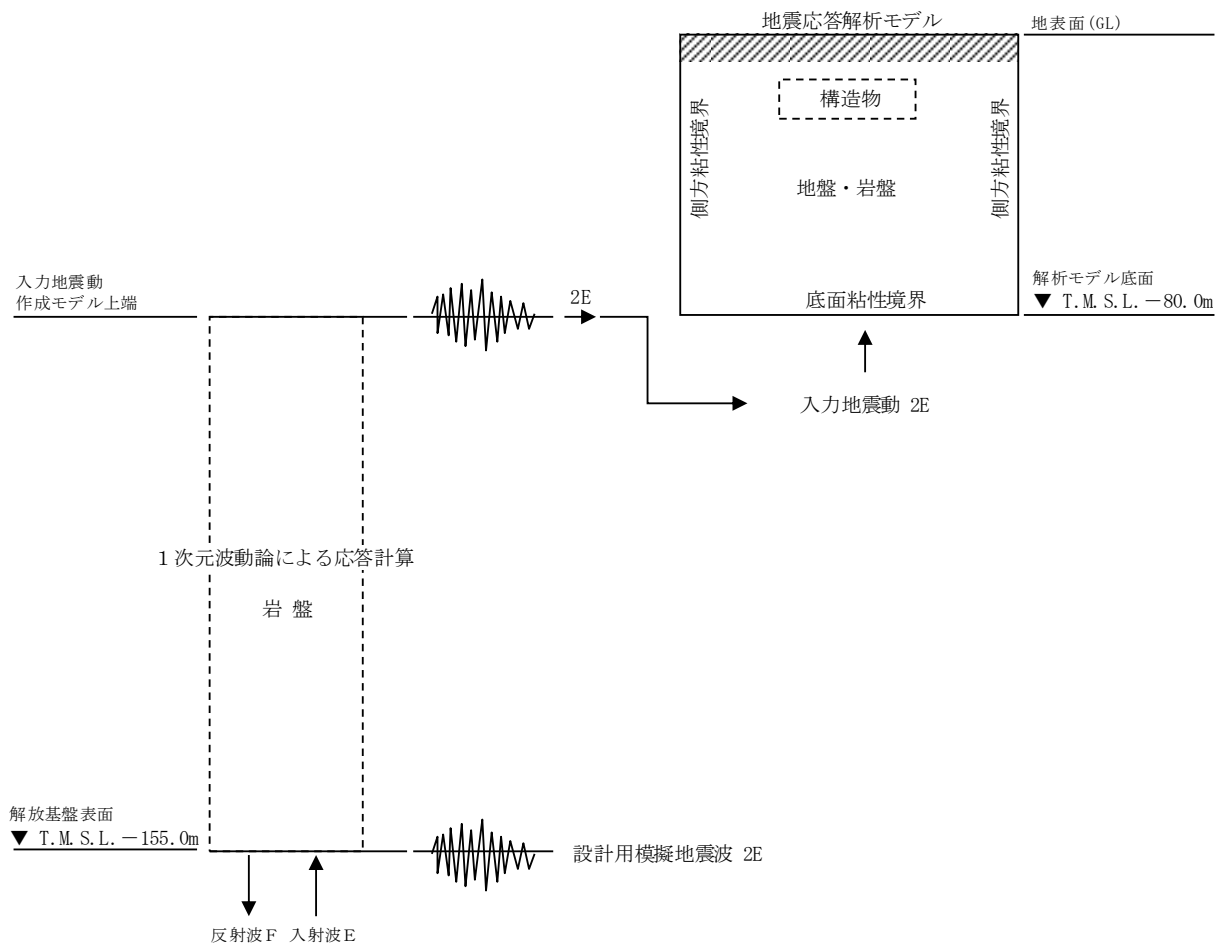 地震応答解析モデル
地表面(GL)
構造物
側方粘性境界
側方粘性境界
地盤・岩盤
入力地震動
作成モデル上端
2E
底面粘性境界
解析モデル底面
▼ T.M.S.L.－80.0m
入力地震動 2E
1次元波動論による応答計算
岩 盤
解放基盤表面
▼ T.M.S.L.－155.0m
設計用模擬地震波 2E
反射波F 入射波E